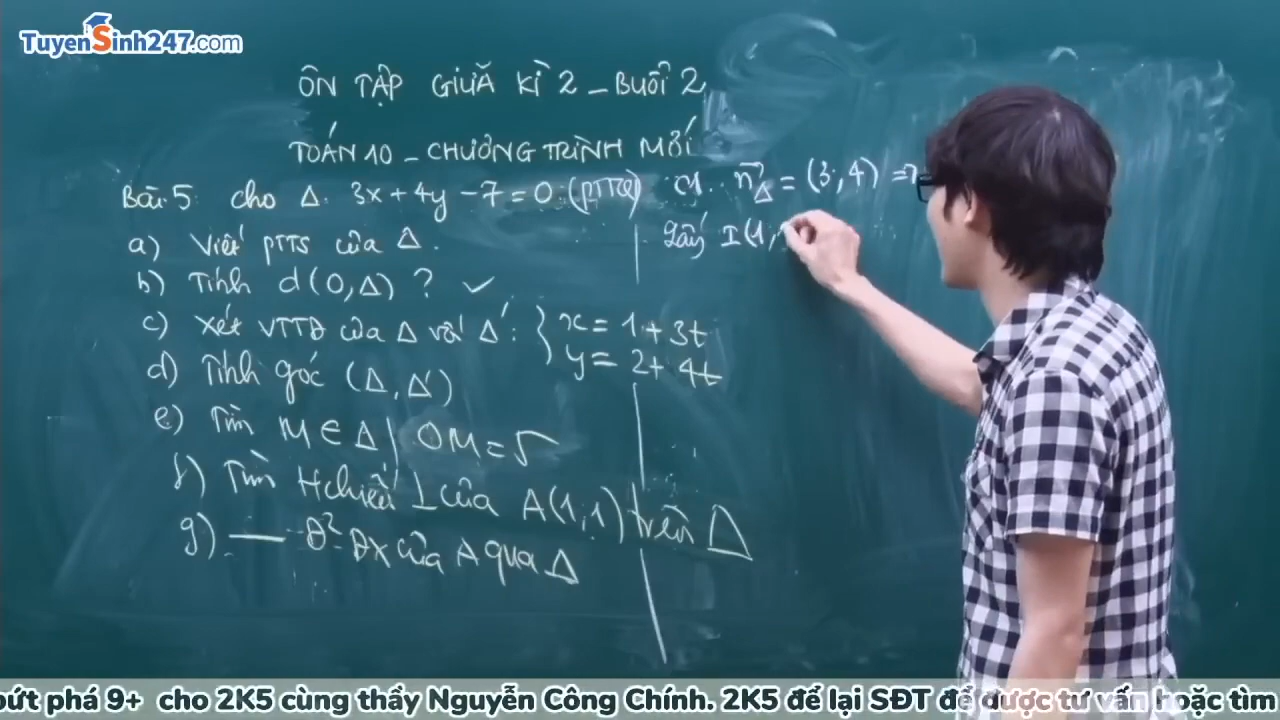 TuyenSinh247.com
ÔN TẬP GIỮA KÌ 2 - BUỔI 2
TOÁN 10 - CHƯƠNG TRÌNH MỚI
Bài 5 cho Δ: 3x + 4y - 7 = 0 (PTTQ)
a) Viết PTTS của Δ.
b) Tính d(O,Δ) ? ✓
c) Xét VTTĐ của Δ với Δ': { x = 1 + 3t
y = 2 + 4t
d) Tính góc (Δ,Δ')
e) Tìm M ∈ Δ | OM = 5
f) Tìm H chiếu ⊥ của A(1,1) trên Δ
g) — Đ² ĐX của A qua Δ
a. n⃗Δ = (3, 4) =>
Lấy I(1,
bứt phá 9+ cho 2K5 cùng thầy Nguyễn Công Chính. 2K5 để lại SĐT để được tư vấn hoặc tìm